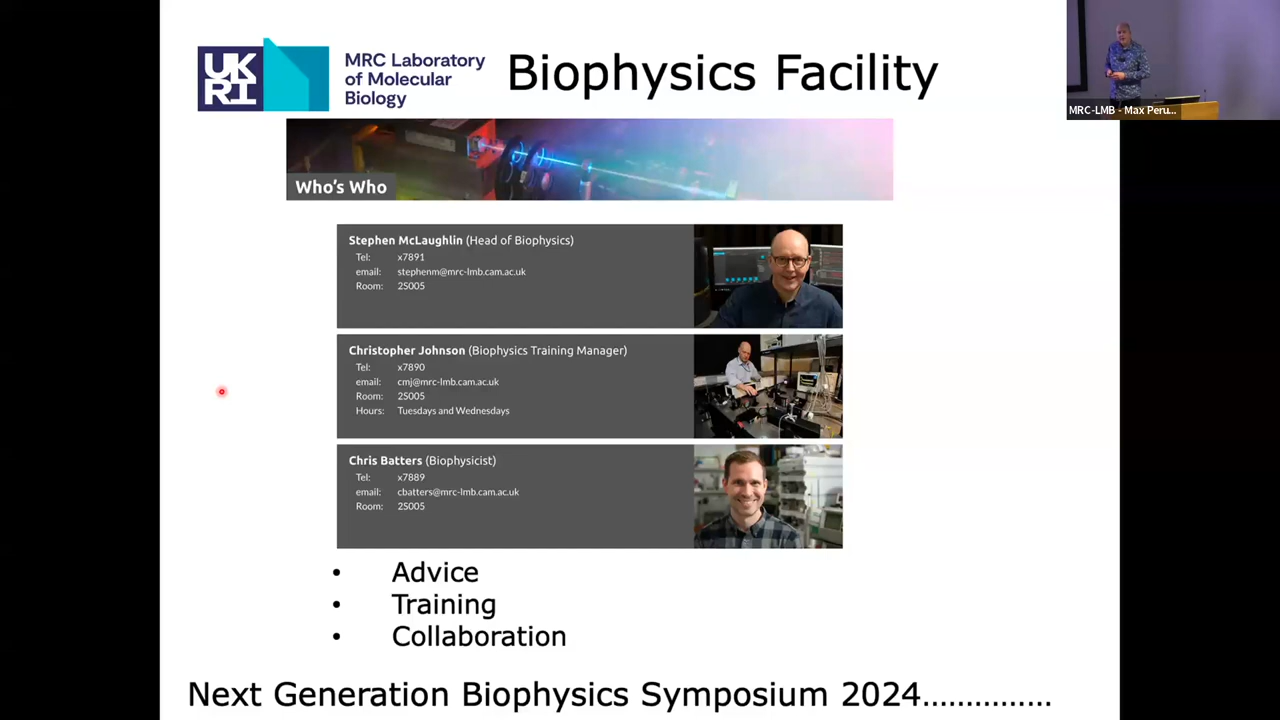 UK
RI
MRC Laboratory
of Molecular
Biology
Biophysics Facility
MRC-LMB - Max Peru...
Who's Who
Stephen McLaughlin (Head of Biophysics)
Tel: x7891
email: stephenm@mrc-lmb.cam.ac.uk
Room: 2S005
Christopher Johnson (Biophysics Training Manager)
Tel: x7890
email: cmj@mrc-lmb.cam.ac.uk
Room: 2S005
Hours: Tuesdays and Wednesdays
Chris Batters (Biophysicist)
Tel: x7889
email: cbatters@mrc-lmb.cam.ac.uk
Room: 2S005
• Advice
• Training
• Collaboration
Next Generation Biophysics Symposium 2024...............